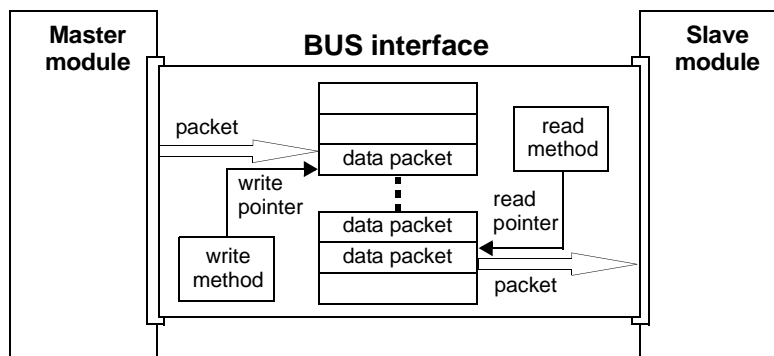 Master
module
BUS interface
Slave
module
packet
data packet
read
method
write
pointer
read
pointer
data packet
data packet
write
method
packet